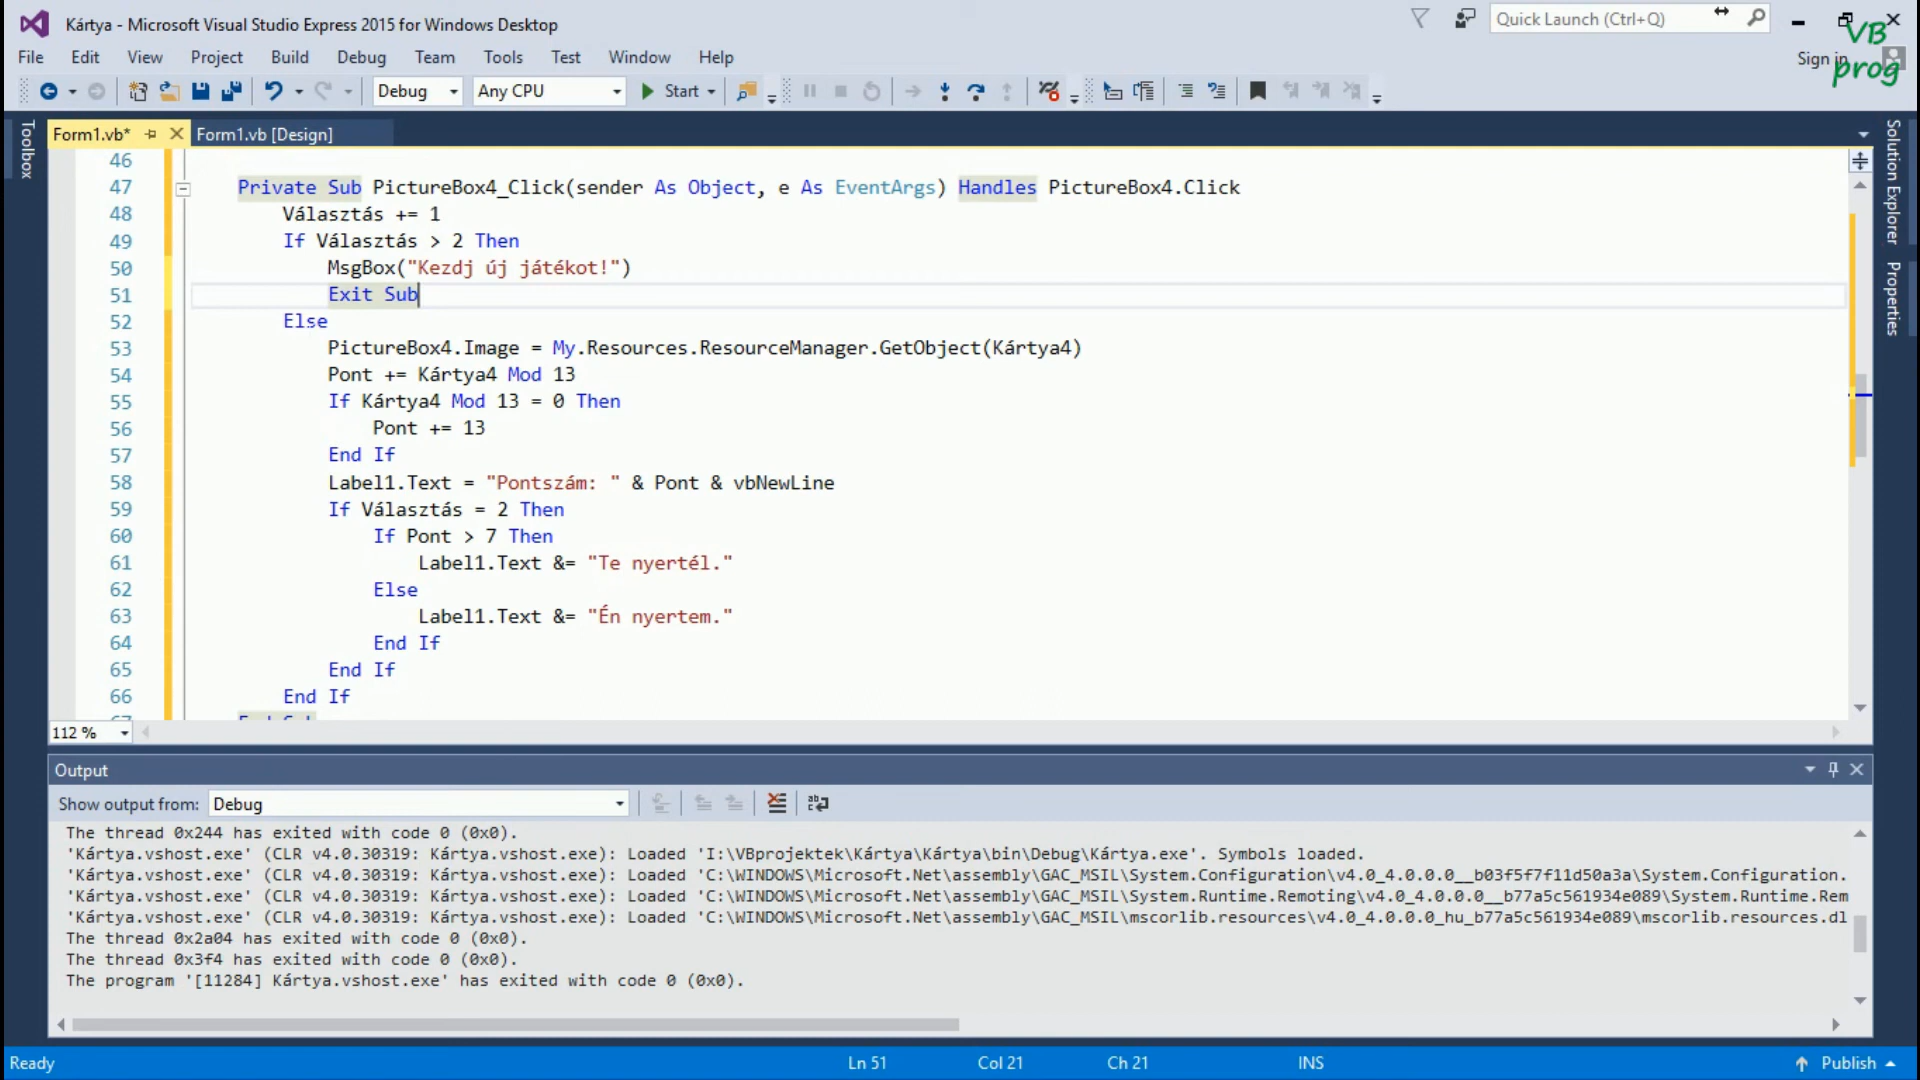 Kártya - Microsoft Visual Studio Express 2015 for Windows Desktop
Quick Launch (Ctrl+Q)
VB
prog
File Edit View Project Build Debug Team Tools Test Window Help
Sign in
Debug Any CPU Start
Toolbox
Form1.vb* Form1.vb [Design]
Solution Explorer
Properties
46
47 Private Sub PictureBox4_Click(sender As Object, e As EventArgs) Handles PictureBox4.Click
48 Választás += 1
49 If Választás > 2 Then
50 MsgBox("Kezdj új játékot!")
51 Exit Sub
52 Else
53 PictureBox4.Image = My.Resources.ResourceManager.GetObject(Kártya4)
54 Pont += Kártya4 Mod 13
55 If Kártya4 Mod 13 = 0 Then
56 Pont += 13
57 End If
58 Label1.Text = "Pontszám: " & Pont & vbNewLine
59 If Választás = 2 Then
60 If Pont > 7 Then
61 Label1.Text &= "Te nyertél."
62 Else
63 Label1.Text &= "Én nyertem."
64 End If
65 End If
66 End If
67 End Sub
112 %
Output
Show output from: Debug
The thread 0x244 has exited with code 0 (0x0).
'Kártya.vshost.exe' (CLR v4.0.30319: Kártya.vshost.exe): Loaded 'I:\VBprojektek\Kártya\Kártya\bin\Debug\Kártya.exe'. Symbols loaded.
'Kártya.vshost.exe' (CLR v4.0.30319: Kártya.vshost.exe): Loaded 'C:\WINDOWS\Microsoft.Net\assembly\GAC_MSIL\System.Configuration\v4.0_4.0.0.0__b03f5f7f11d50a3a\System.Configuration.
'Kártya.vshost.exe' (CLR v4.0.30319: Kártya.vshost.exe): Loaded 'C:\WINDOWS\Microsoft.Net\assembly\GAC_MSIL\System.Runtime.Remoting\v4.0_4.0.0.0__b77a5c561934e089\System.Runtime.Rem
'Kártya.vshost.exe' (CLR v4.0.30319: Kártya.vshost.exe): Loaded 'C:\WINDOWS\Microsoft.Net\assembly\GAC_MSIL\mscorlib.resources\v4.0_4.0.0.0_hu_b77a5c561934e089\mscorlib.resources.dl
The thread 0x2a04 has exited with code 0 (0x0).
The thread 0x3f4 has exited with code 0 (0x0).
The program '[11284] Kártya.vshost.exe' has exited with code 0 (0x0).
Ready Ln 51 Col 21 Ch 21 INS Publish